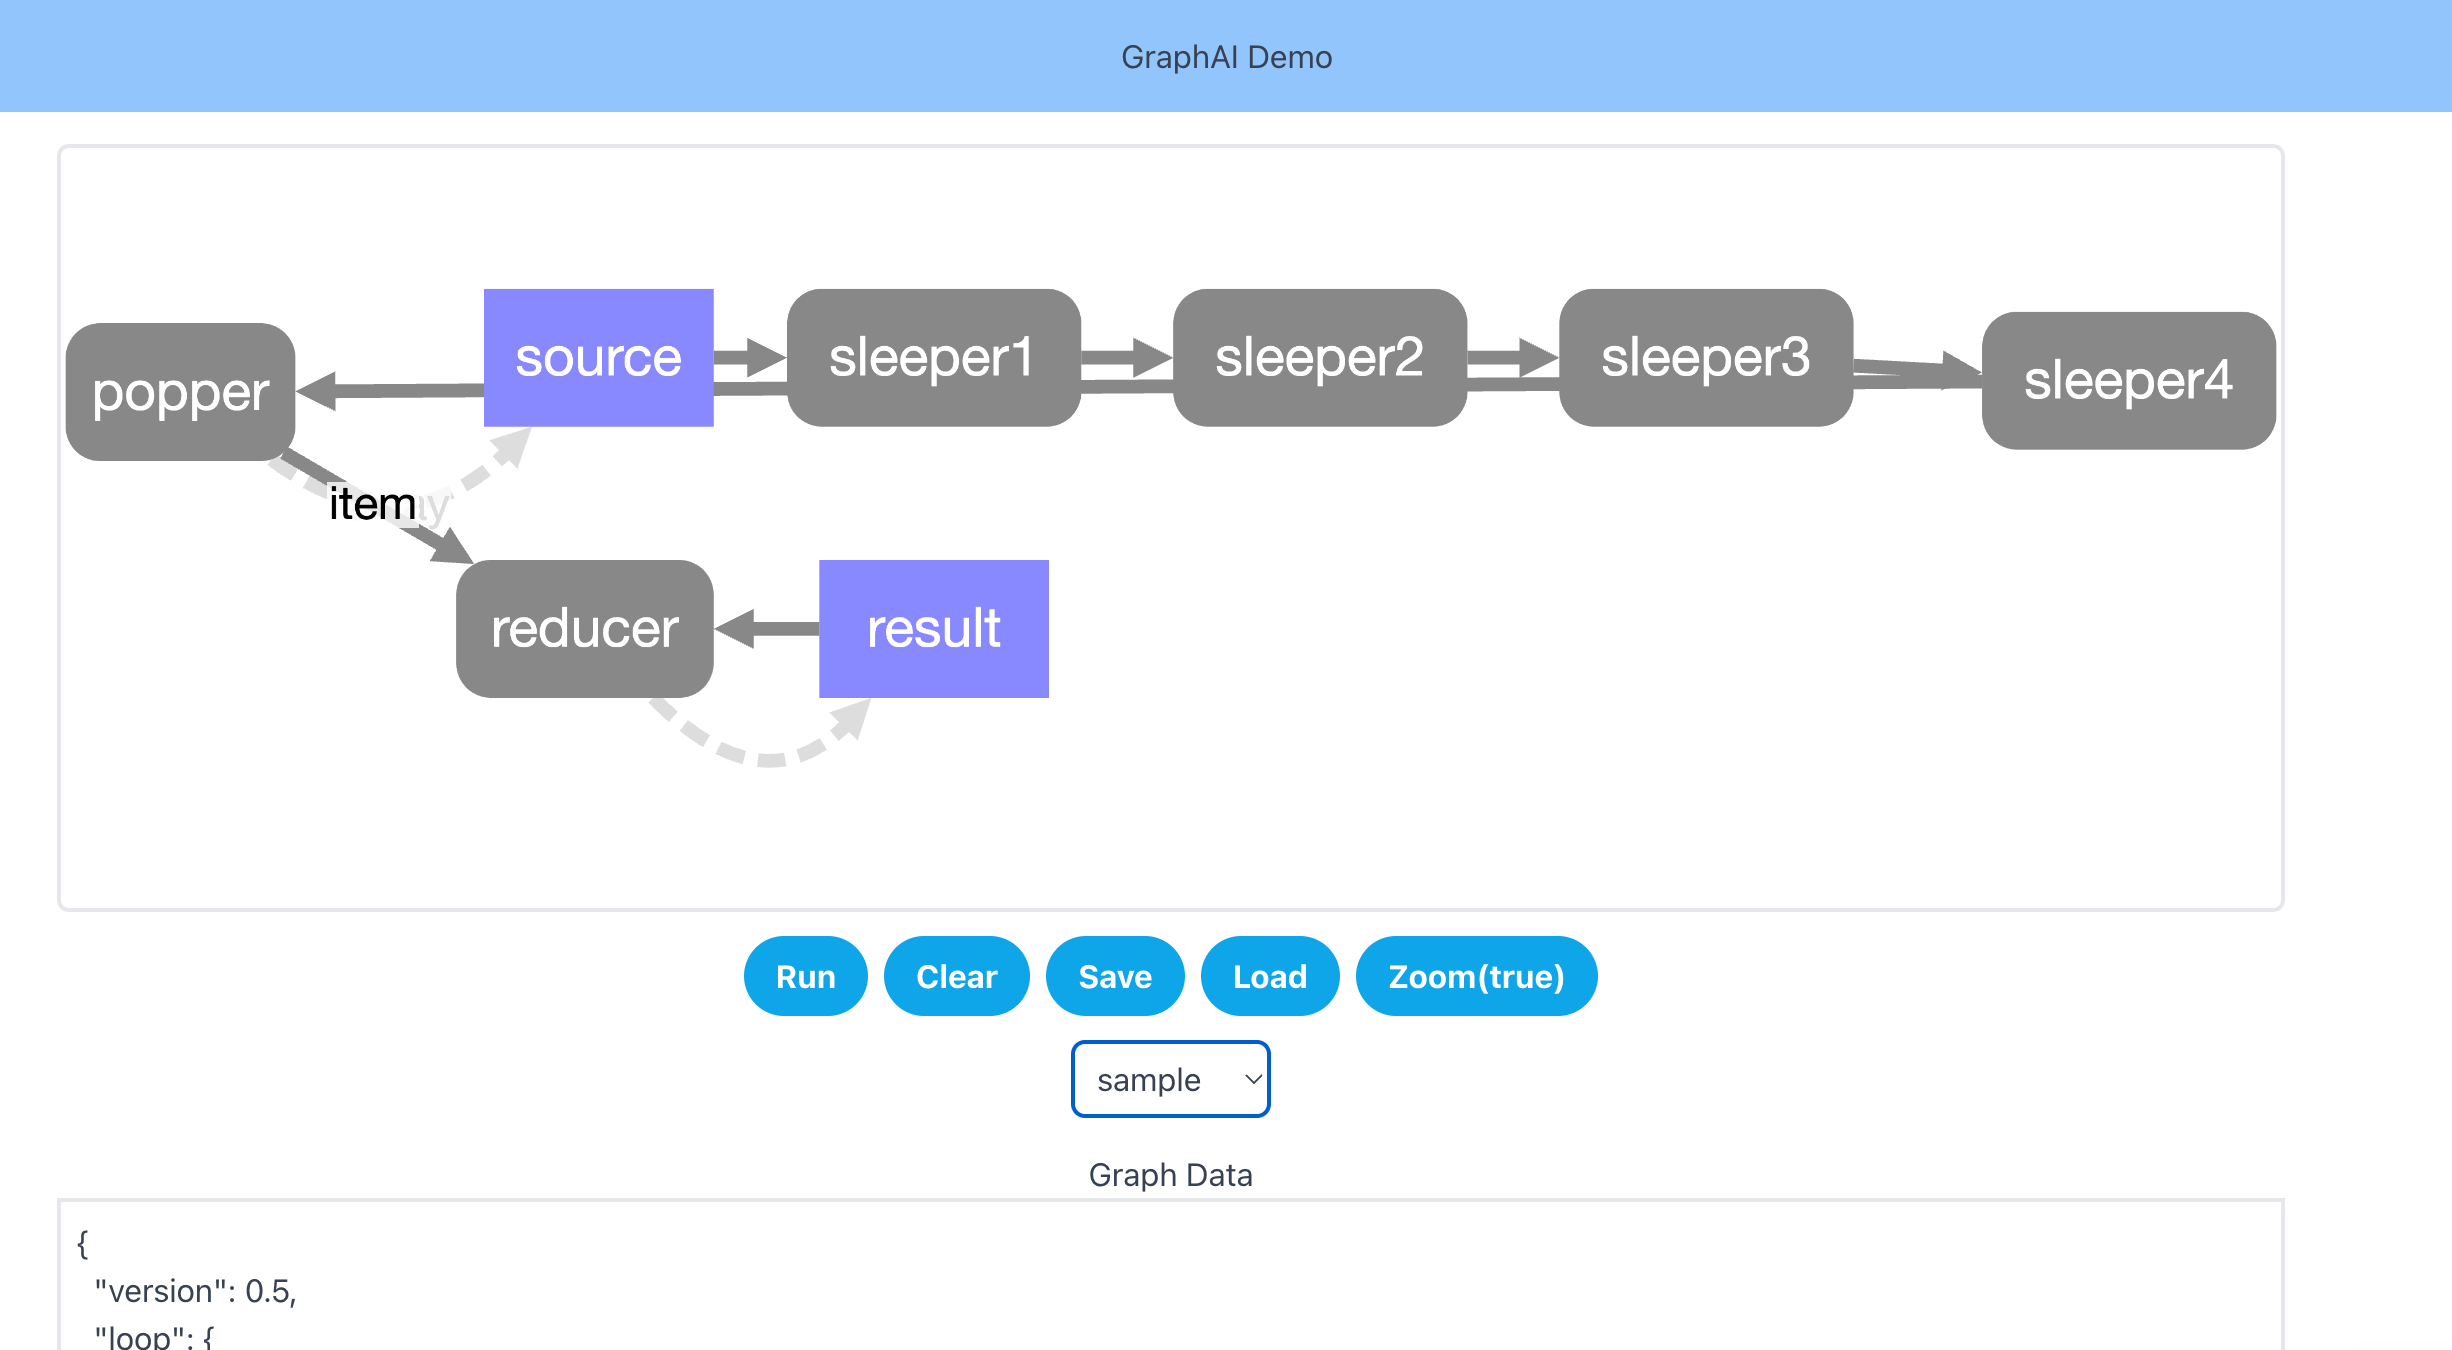 GraphAI Demo
source
sleeper1
sleeper2
sleeper3
sleeper4
popper
item
reducer
result
Run
Clear
Save
Load
Zoom(true)
sample
Graph Data
{
"version": 0.5,
"loop": {